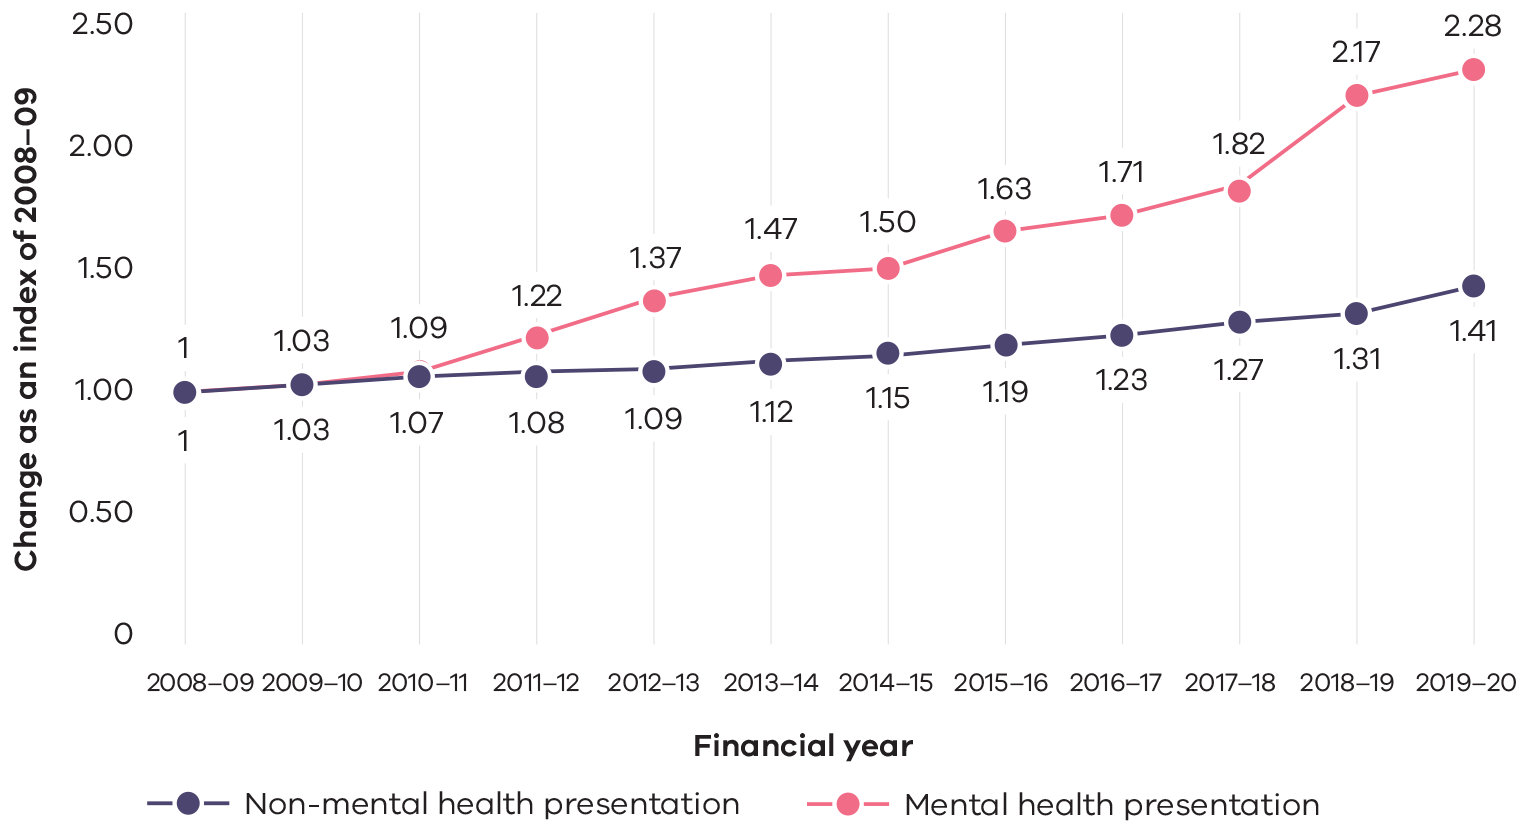 Change as an index of 2008–09
2.50
2.00
1.50
1.00
0.50
0
1 1.03 1.09 1.22 1.37 1.47 1.50 1.63 1.71 1.82 2.17 2.28
1 1.03 1.07 1.08 1.09 1.12 1.15 1.19 1.23 1.27 1.31 1.41
2008–09 2009–10 2010–11 2011–12 2012–13 2013–14 2014–15 2015–16 2016–17 2017–18 2018–19 2019–20
Financial year
Non-mental health presentation Mental health presentation